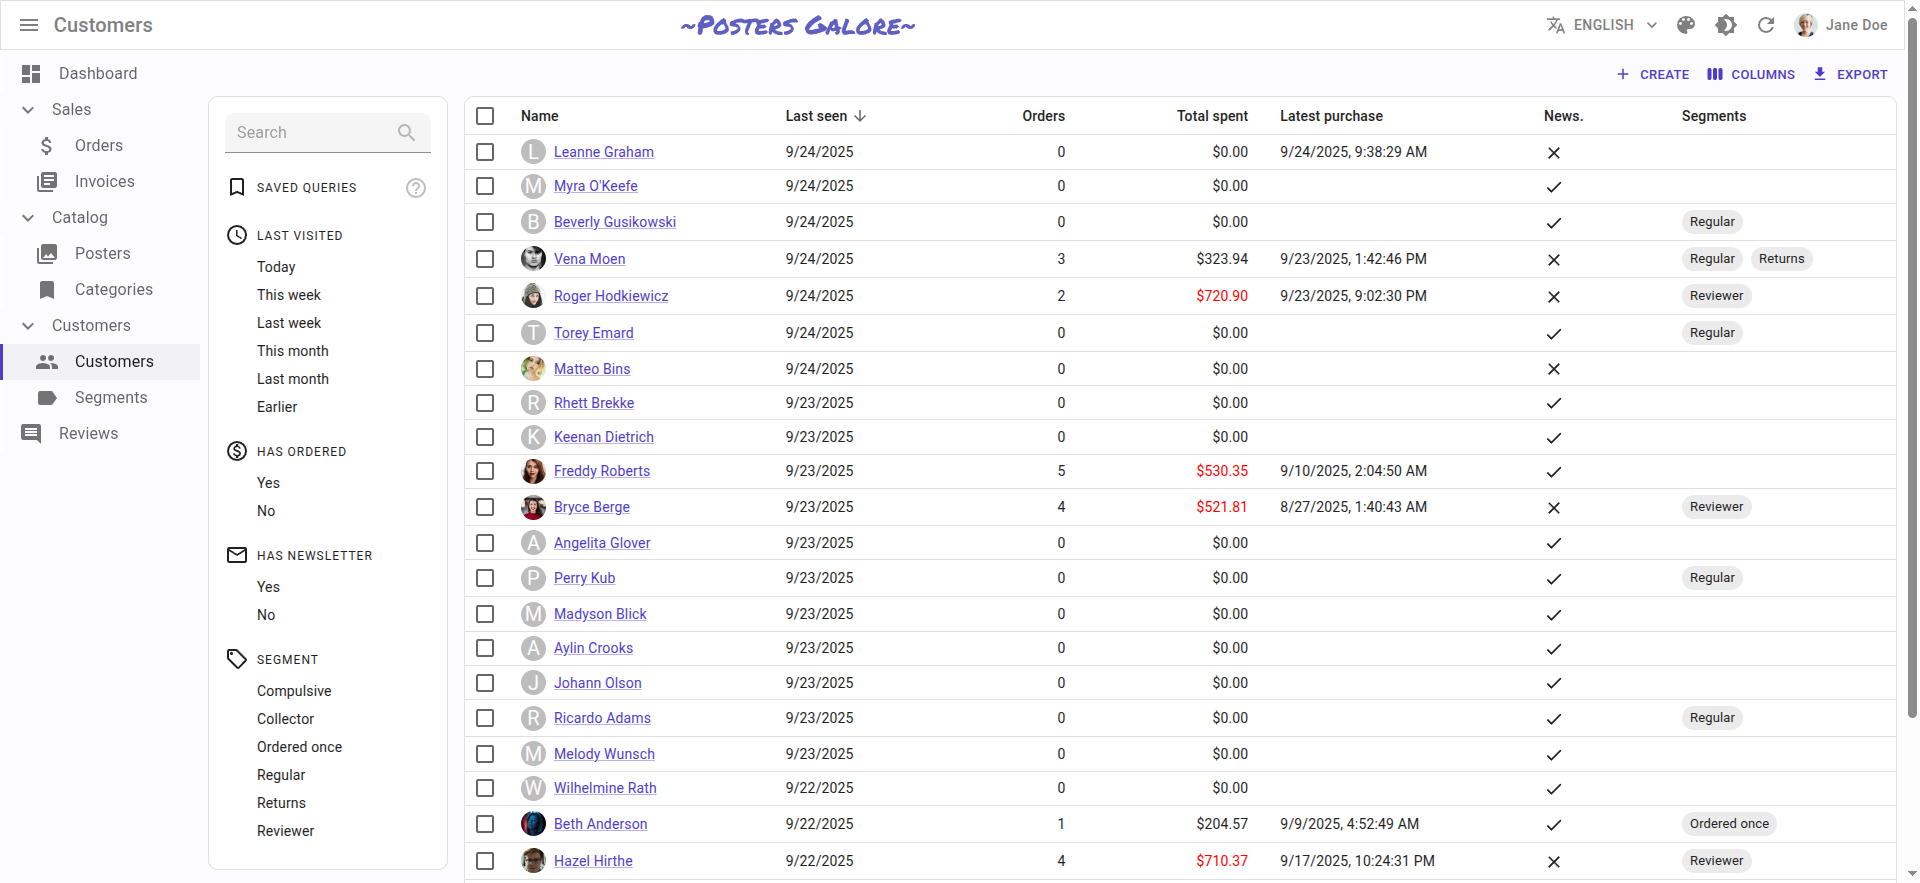 Customers
~Posters Galore~
ENGLISH
Jane Doe
Dashboard
Sales
Orders
Invoices
Catalog
Posters
Categories
Customers
Customers
Segments
Reviews
CREATE
COLUMNS
EXPORT
Search
SAVED QUERIES
LAST VISITED
Today
This week
Last week
This month
Last month
Earlier
HAS ORDERED
Yes
No
HAS NEWSLETTER
Yes
No
SEGMENT
Compulsive
Collector
Ordered once
Regular
Returns
Reviewer
Name Last seen Orders Total spent Latest purchase News. Segments
L Leanne Graham 9/24/2025 0 $0.00 9/24/2025, 9:38:29 AM
M Myra O'Keefe 9/24/2025 0 $0.00
B Beverly Gusikowski 9/24/2025 0 $0.00 Regular
Vena Moen 9/24/2025 3 $323.94 9/23/2025, 1:42:46 PM Regular Returns
Roger Hodkiewicz 9/24/2025 2 $720.90 9/23/2025, 9:02:30 PM Reviewer
T Torey Emard 9/24/2025 0 $0.00 Regular
Matteo Bins 9/24/2025 0 $0.00
R Rhett Brekke 9/23/2025 0 $0.00
K Keenan Dietrich 9/23/2025 0 $0.00
Freddy Roberts 9/23/2025 5 $530.35 9/10/2025, 2:04:50 AM
Bryce Berge 9/23/2025 4 $521.81 8/27/2025, 1:40:43 AM Reviewer
A Angelita Glover 9/23/2025 0 $0.00
P Perry Kub 9/23/2025 0 $0.00 Regular
M Madyson Blick 9/23/2025 0 $0.00
A Aylin Crooks 9/23/2025 0 $0.00
J Johann Olson 9/23/2025 0 $0.00
R Ricardo Adams 9/23/2025 0 $0.00 Regular
M Melody Wunsch 9/23/2025 0 $0.00
W Wilhelmine Rath 9/22/2025 0 $0.00
Beth Anderson 9/22/2025 1 $204.57 9/9/2025, 4:52:49 AM Ordered once
Hazel Hirthe 9/22/2025 4 $710.37 9/17/2025, 10:24:31 PM Reviewer